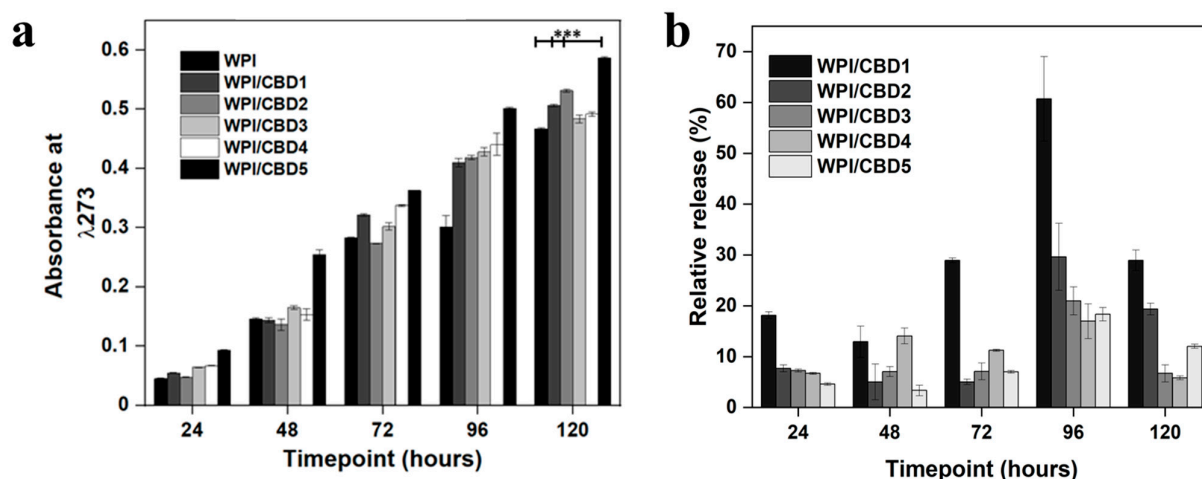 a
0.6
0.5
0.4
0.3
0.2
0.1
0
Absorbance at
λ273
WPI
WPI/CBD1
WPI/CBD2
WPI/CBD3
WPI/CBD4
WPI/CBD5
***
24 48 72 96 120
Timepoint (hours)
b
70
60
50
40
30
20
10
0
Relative release (%)
WPI/CBD1
WPI/CBD2
WPI/CBD3
WPI/CBD4
WPI/CBD5
24 48 72 96 120
Timepoint (hours)